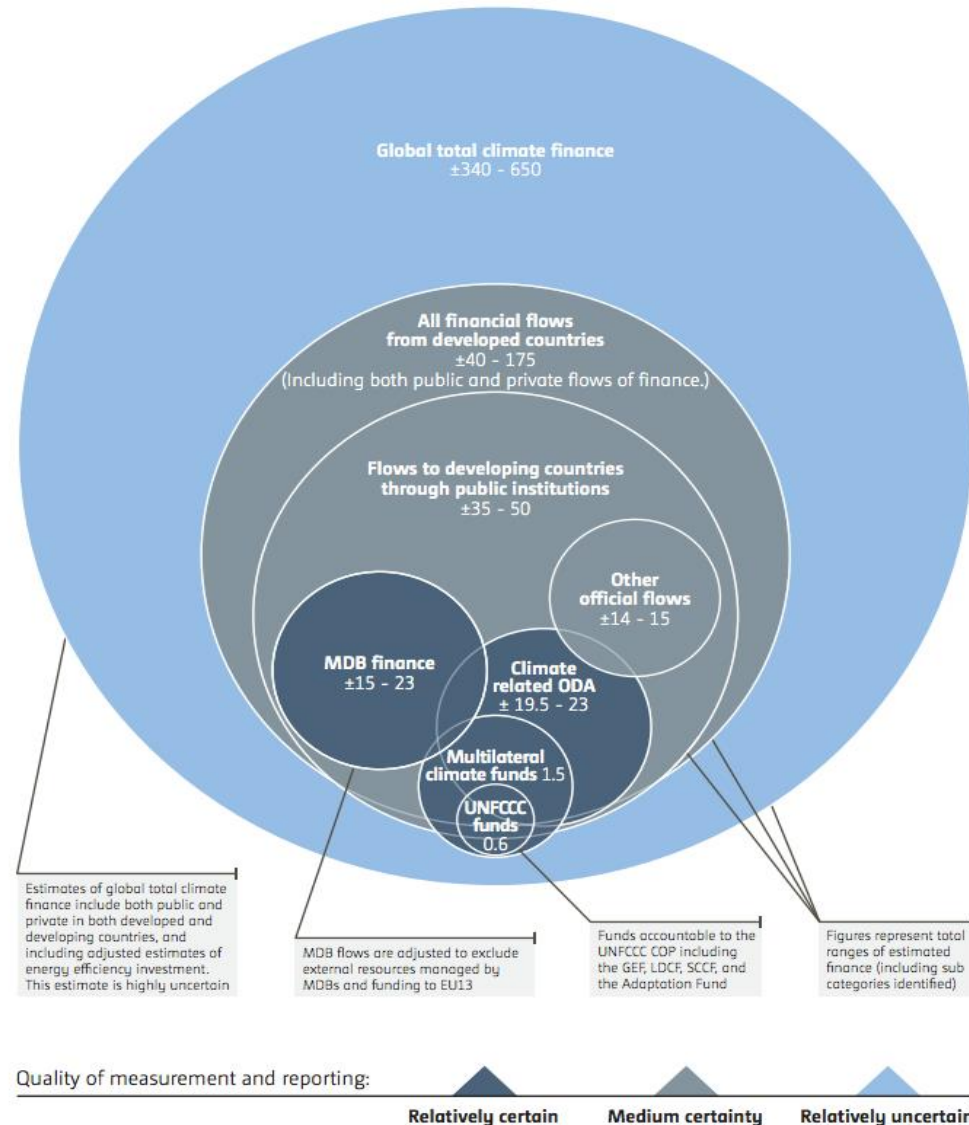 Global total climate finance
±340 - 650
All financial flows
from developed countries
±40 - 175
(Including both public and private flows of finance.)
Flows to developing countries
through public institutions
±35 - 50
Other
official flows
±14 - 15
MDB finance
±15 - 23
Climate
related ODA
± 19.5 - 23
Multilateral
climate funds 1.5
UNFCCC
funds
0.6
Estimates of global total climate
finance include both public and
private in both developed and
developing countries, and
including adjusted estimates of
energy efficiency investment.
This estimate is highly uncertain
MDB flows are adjusted to exclude
external resources managed by
MDBs and funding to EU13
Funds accountable to the
UNFCCC COP including
the GEF, LDCF, SCCF, and
the Adaptation Fund
Figures represent total
ranges of estimated
finance (including sub
categories identified)
Quality of measurement and reporting:
Relatively certain
Medium certainty
Relatively uncertain